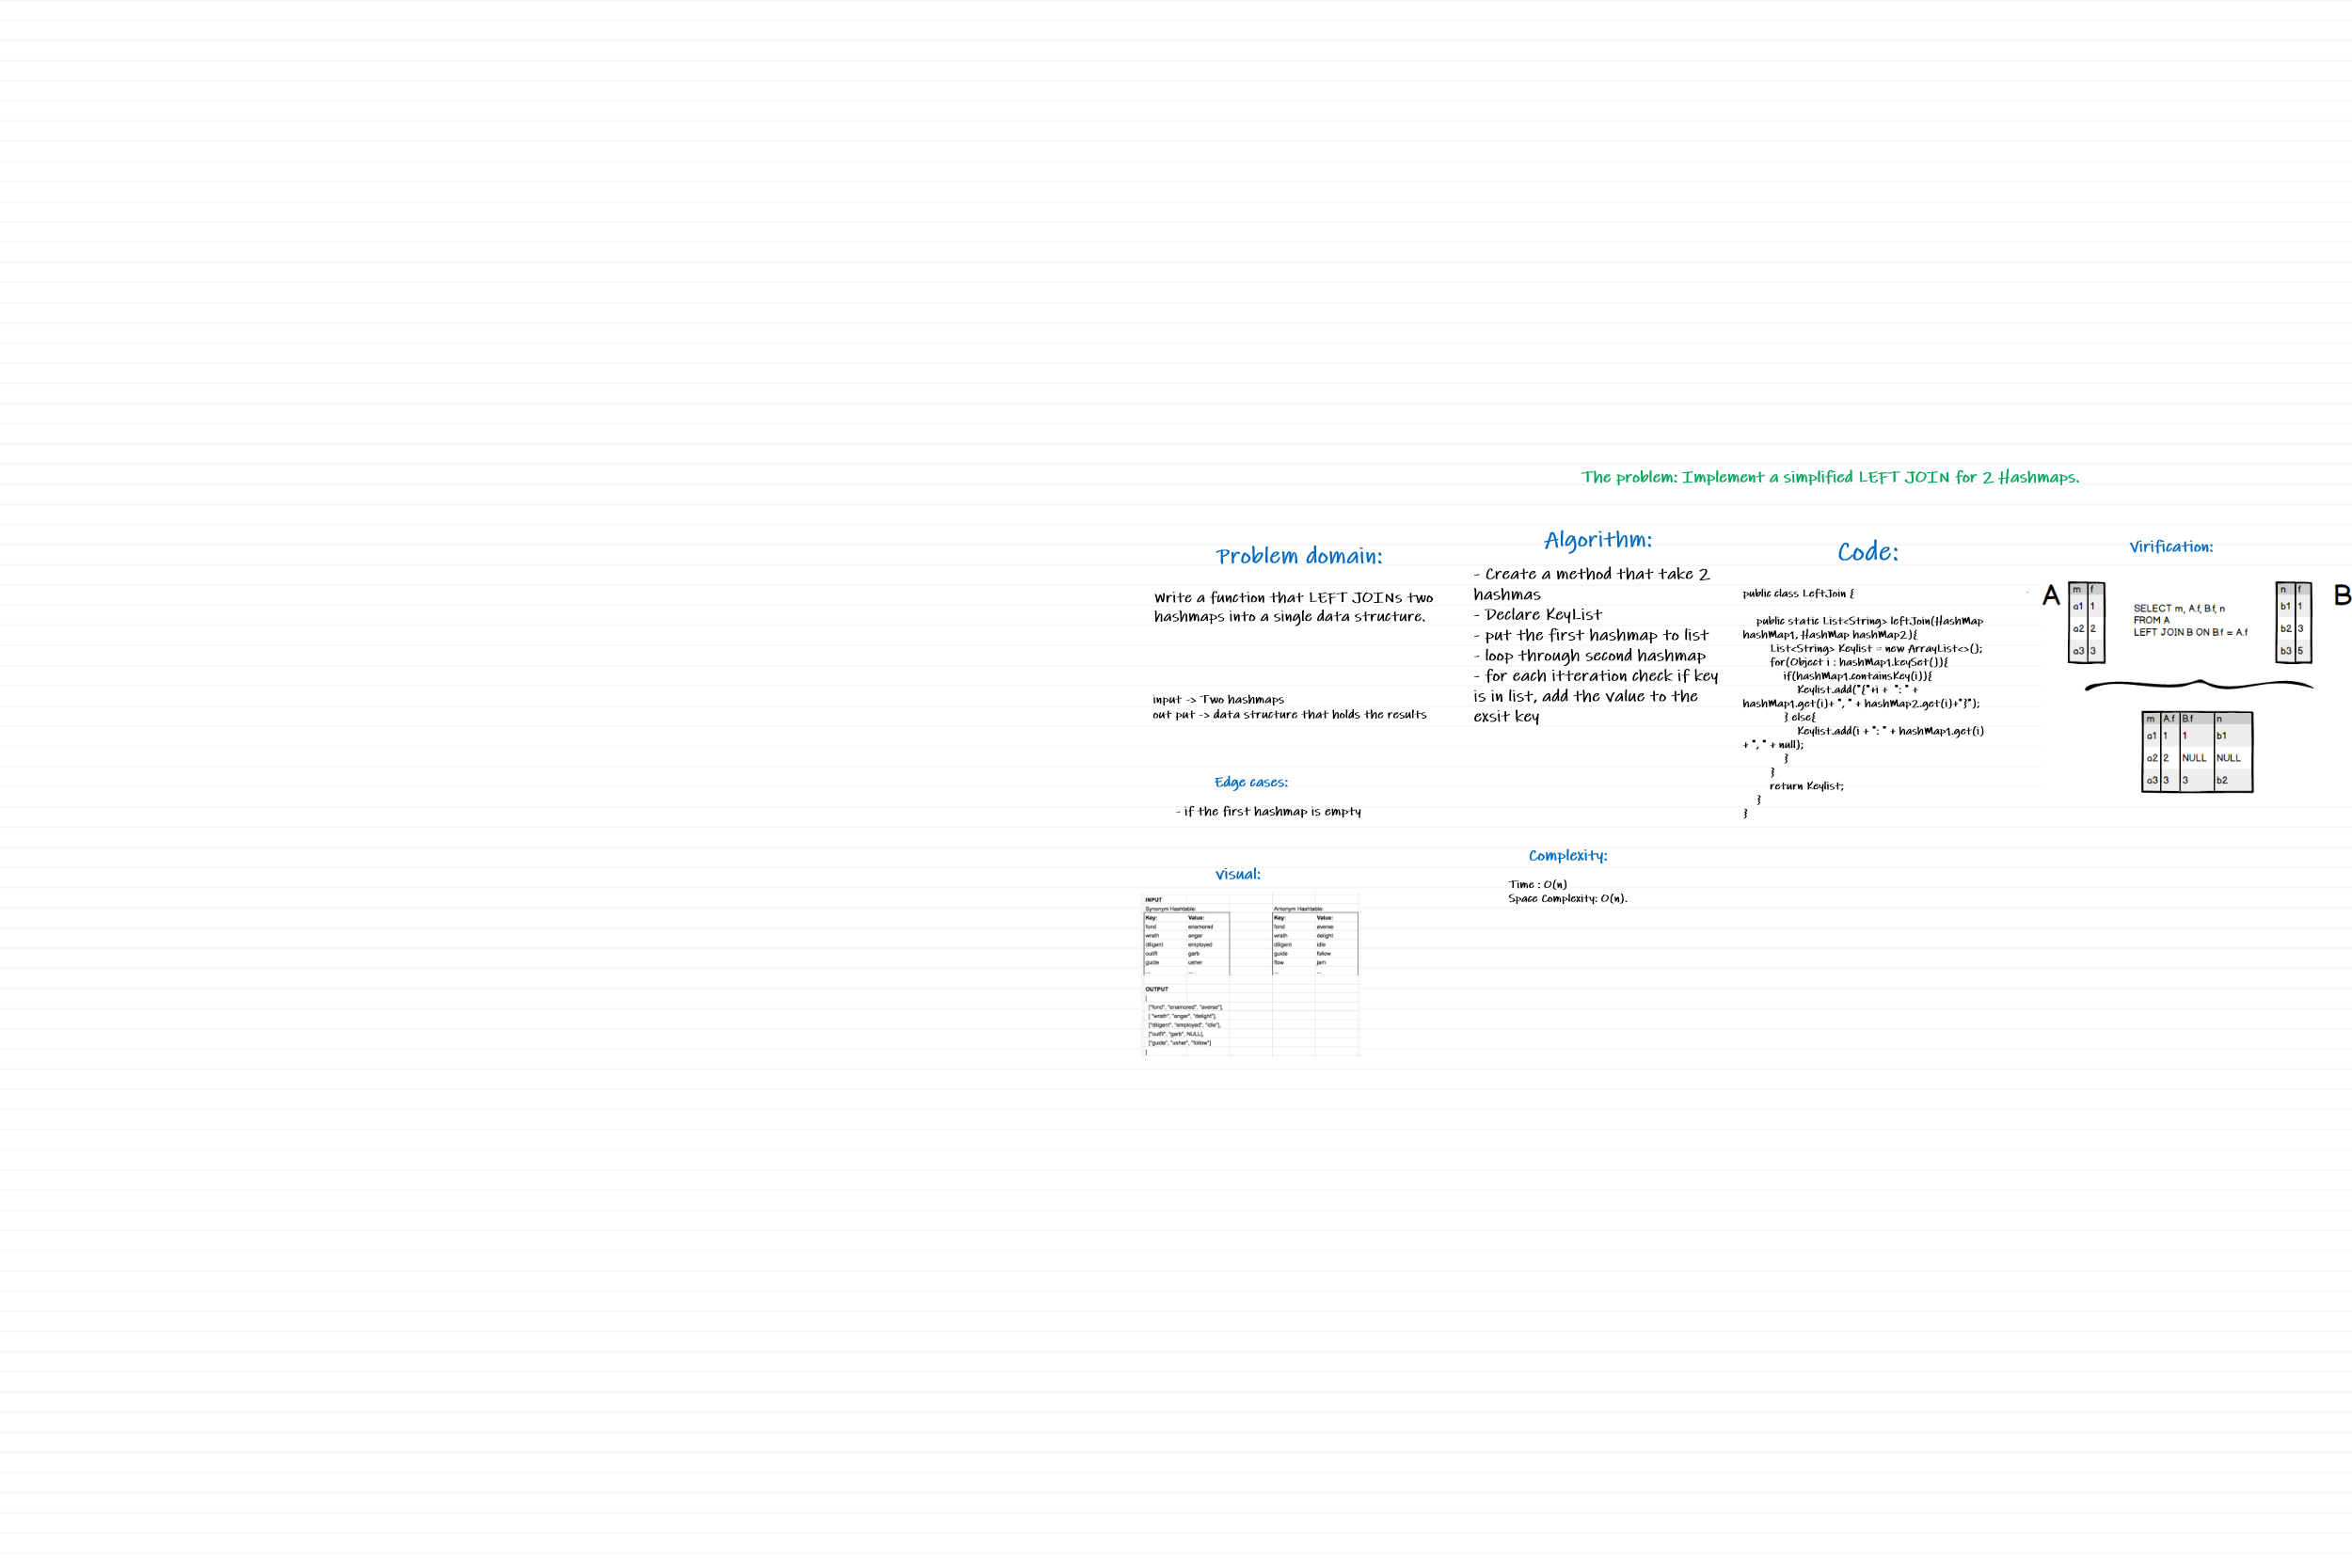 The problem: Implement a simplified LEFT JOIN for 2 Hashmaps.
Problem domain:
Write a function that LEFT JOINs two
hashmaps into a single data structure.
input -> Two hashmaps
out put -> data structure that holds the results
Edge cases:
- if the first hashmap is empty
Visual:
INPUT
Synonym Hashtable: Antonym Hashtable:
Key: Value: Key: Value:
fond enamored fond averse
wrath anger wrath delight
diligent employed diligent idle
outift garb guide follow
guide usher flow jam
... ... ... ...
OUTPUT
[
["fond", "enamored", "averse"],
[ "wrath", "anger", "delight"],
["diligent", "employed", "idle"],
["outfit", "garb", NULL],
["guide", "usher", "follow"]
]
Algorithm:
- Create a method that take 2
hashmas
- Declare KeyList
- put the first hashmap to list
- loop through second hashmap
- for each itteration check if key
is in list, add the value to the
exsit key
Complexity:
Time : O(n)
Space Complexity: O(n).
Code:
public class LeftJoin {
public static List<String> leftJoin(HashMap
hashMap1, HashMap hashMap2){
List<String> Keylist = new ArrayList<>();
for(Object i : hashMap1.keySet()){
if(hashMap1.containsKey(i)){
Keylist.add("{"+i + ": " +
hashMap1.get(i)+ ", " + hashMap2.get(i)+"}");
} else{
Keylist.add(i + ": " + hashMap1.get(i)
+ ", " + null);
}
}
return Keylist;
}
}
Virification:
A
m f
a1 1
a2 2
a3 3
SELECT m, A.f, B.f, n
FROM A
LEFT JOIN B ON B.f = A.f
n f
b1 1
b2 3
b3 5
B
m A.f B.f n
a1 1 1 b1
a2 2 NULL NULL
a3 3 3 b2